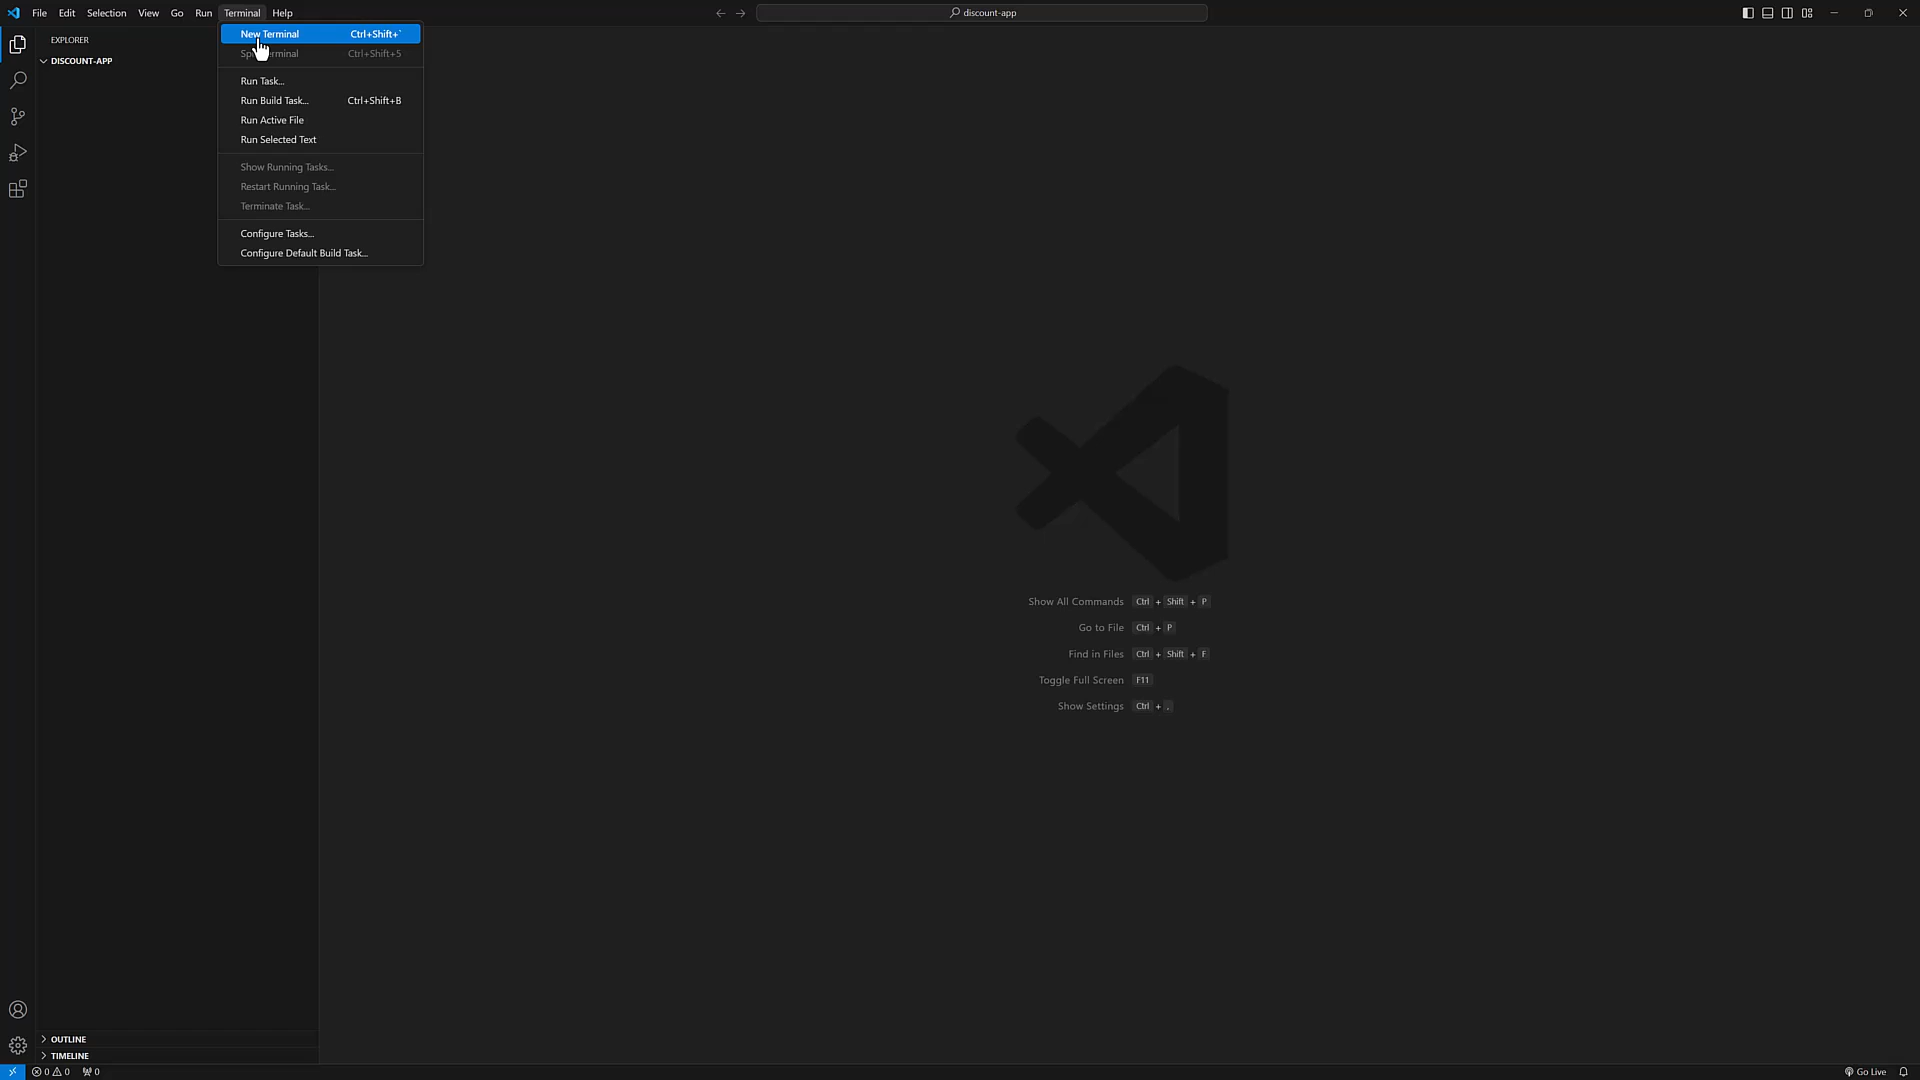 File Edit Selection View Go Run Terminal Help
discount-app
EXPLORER
DISCOUNT-APP
New Terminal Ctrl+Shift+`
Ctrl+Shift+5
Run Task...
Run Build Task... Ctrl+Shift+B
Run Active File
Run Selected Text
Show Running Tasks...
Restart Running Task...
Terminate Task...
Configure Tasks...
Configure Default Build Task...
Show All Commands Ctrl + Shift + P
Go to File Ctrl + P
Find in Files Ctrl + Shift + F
Toggle Full Screen F11
Show Settings Ctrl + ,
OUTLINE
TIMELINE
0 0 0
Go Live